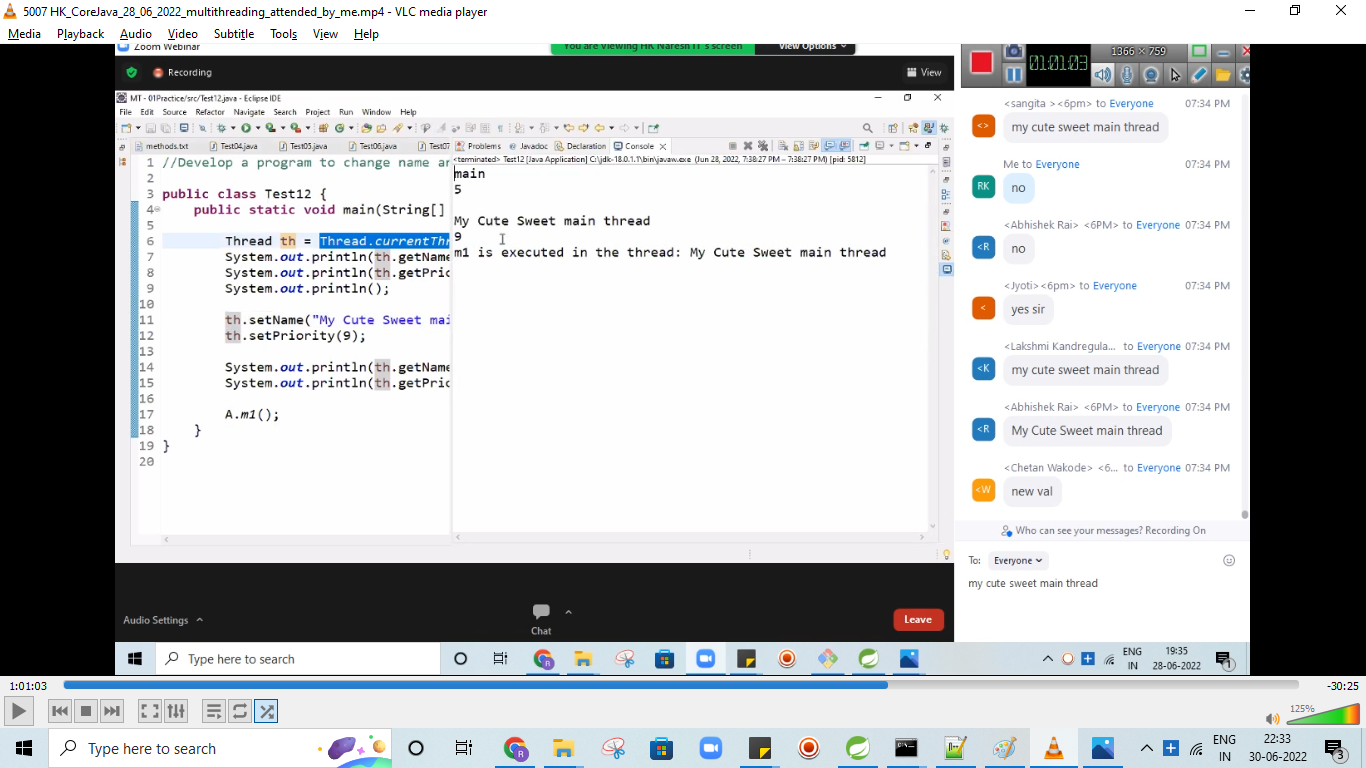 5007 HK_CoreJava_28_06_2022_multithreading_attended_by_me.mp4 - VLC media player
Media Playback Audio Video Subtitle Tools View Help
Zoom Webinar
You are viewing HK Naresh IT's screen
View Options
Recording
View
MT - 01Practice/src/Test12.java - Eclipse IDE
File Edit Source Refactor Navigate Search Project Run Window Help
methods.txt Test04.java Test05.java Test06.java Test07 Problems Javadoc Declaration Console
<terminated> Test12 [Java Application] C:\jdk-18.0.1.1\bin\javaw.exe (Jun 28, 2022, 7:38:27 PM – 7:38:27 PM) [pid: 5812]
1 //Develop a program to change name an
2
3 public class Test12 {
4 public static void main(String[]
5
6 Thread th = Thread.currentThr
7 System.out.println(th.getName
8 System.out.println(th.getPrio
9 System.out.println();
10
11 th.setName("My Cute Sweet mai
12 th.setPriority(9);
13
14 System.out.println(th.getName
15 System.out.println(th.getPrio
16
17 A.m1();
18 }
19 }
20
main
5
My Cute Sweet main thread
9
m1 is executed in the thread: My Cute Sweet main thread
1366 × 759
01:01:03
<sangita ><6pm> to Everyone 07:34 PM
<>
my cute sweet main thread
Me to Everyone 07:34 PM
RK
no
<Abhishek Rai> <6PM> to Everyone 07:34 PM
<R
no
<Jyoti><6pm> to Everyone 07:34 PM
<
yes sir
<Lakshmi Kandregula... to Everyone 07:34 PM
<K
my cute sweet main thread
<Abhishek Rai> <6PM> to Everyone 07:34 PM
<R
My Cute Sweet main thread
<Chetan Wakode> <6... to Everyone 07:34 PM
<W
new val
Who can see your messages? Recording On
To: Everyone
my cute sweet main thread
Audio Settings
Chat
Leave
Type here to search
ENG
IN
19:35
28-06-2022
1
1:01:03
-30:25
125%
Type here to search
ENG
IN
22:33
30-06-2022
3